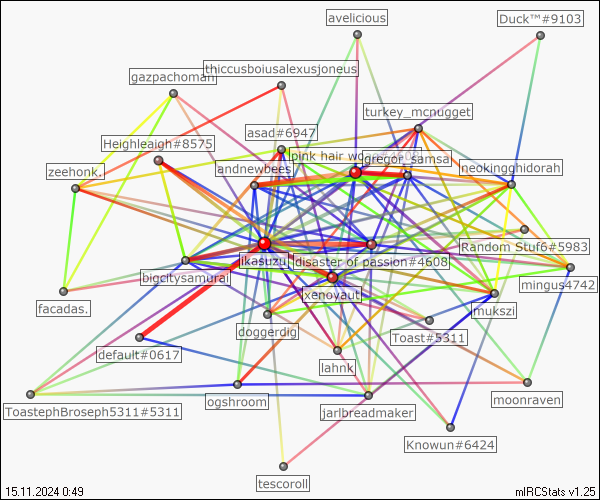 avelicious
Duck™#9103
thiccusboiusalexusjoneus
gazpachoman
turkey_mcnugget
asad#6947
Heighleaigh#8575
pink hair
gregor_samsa
zeehonk.
andnewbees
neokingghidorah
Random Stuf6#5983
ikasuzu
disaster of passion#4608
bigcitysamurai
mingus4742
xenovaut
facadas.
mukszi
doggerdig
Toast#5311
default#0617
lahnk
moonraven
ogshroom
ToastephBroseph5311#5311
jarlbreadmaker
Knowun#6424
tescoroll
15.11.2024 0:49
mIRCStats v1.25